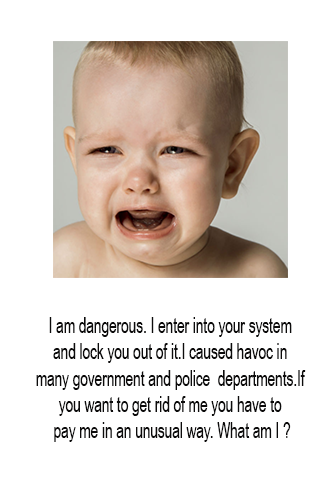 I am dangerous. I enter into your system
and lock you out of it.I caused havoc in
many government and police departments.If
you want to get rid of me you have to
pay me in an unusual way. What am I ?